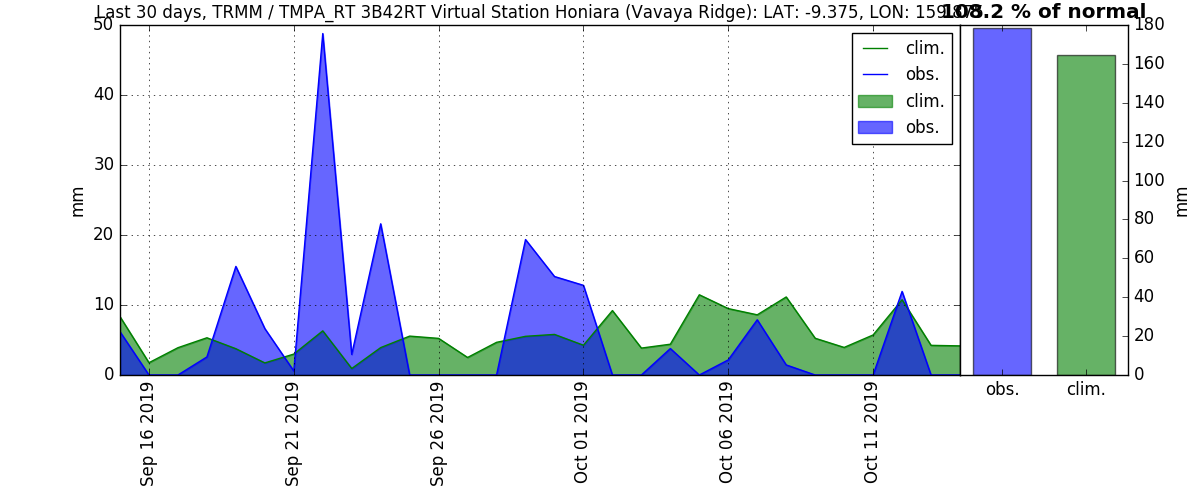 Last 30 days, TRMM / TMPA_RT 3B42RT Virtual Station Honiara (Vavaya Ridge): LAT: -9.375, LON:
108.2 % of normal
50
40
30
20
10
0
mm
clim.
obs.
clim.
obs.
Sep 16 2019
Sep 21 2019
Sep 26 2019
Oct 01 2019
Oct 06 2019
Oct 11 2019
180
160
140
120
100
80
60
40
20
0
mm
obs.
clim.